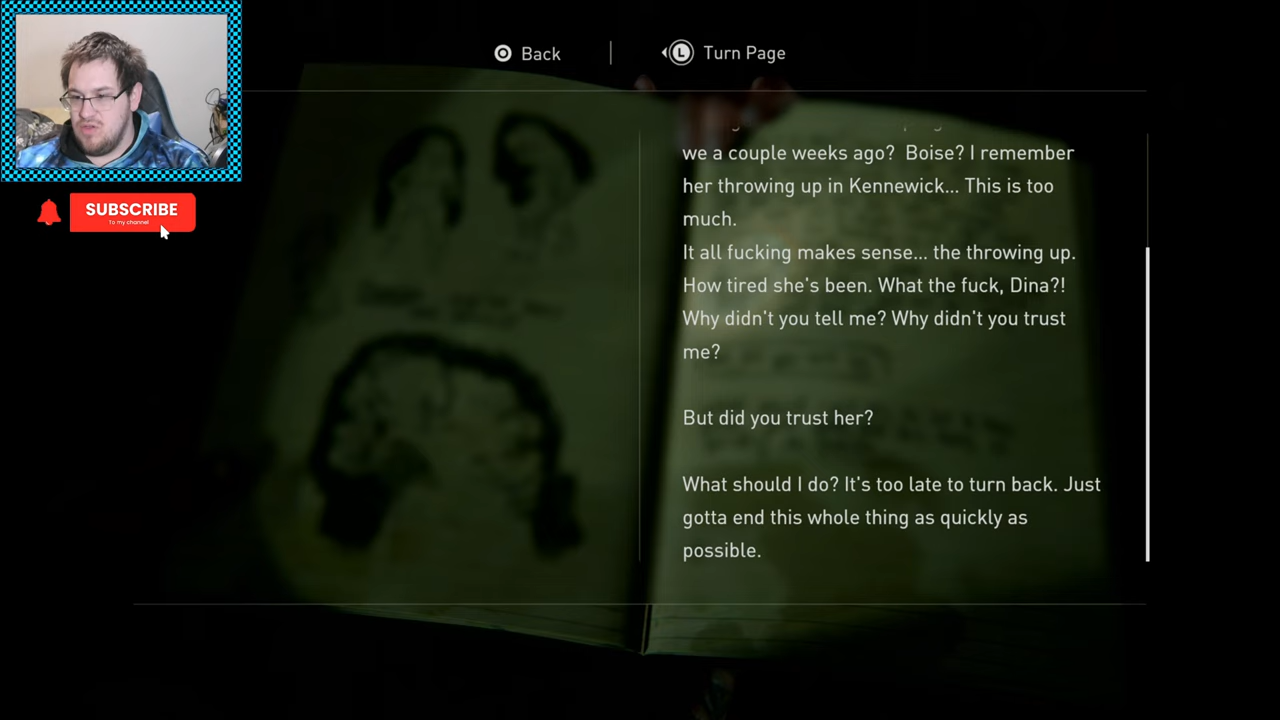 Back
L Turn Page
SUBSCRIBE
To my channel
we a couple weeks ago? Boise? I remember
her throwing up in Kennewick... This is too
much.
It all fucking makes sense... the throwing up.
How tired she's been. What the fuck, Dina?!
Why didn't you tell me? Why didn't you trust
me?
But did you trust her?
What should I do? It's too late to turn back. Just
gotta end this whole thing as quickly as
possible.